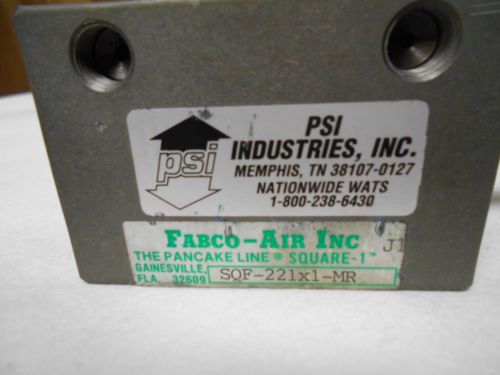 psi
PSI
INDUSTRIES, INC.
MEMPHIS, TN 38107-0127
NATIONWIDE WATS
1-800-238-6430
FABCO-AIR INC
J1
THE PANCAKE LINE® SQUARE-1™
GAINESVILLE,
FLA. 32609
SQF-221x1-MR